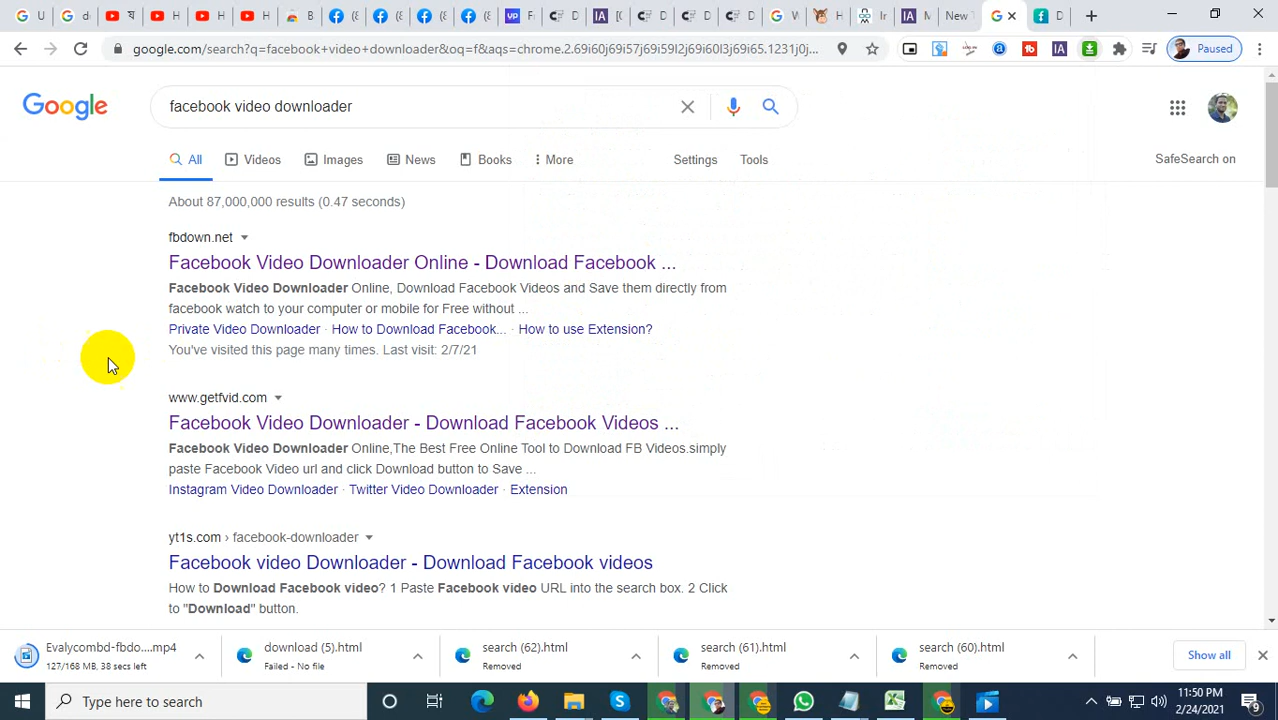 google.com/search?q=facebook+video+downloader&oq=f&aqs=chrome.2.69i60j69i57j69i59l2j69i60l3j69i65.1231j0j...
Paused
Google
facebook video downloader
All
Videos
Images
News
Books
More
Settings
Tools
SafeSearch on
About 87,000,000 results (0.47 seconds)
fbdown.net
Facebook Video Downloader Online - Download Facebook ...
Facebook Video Downloader Online, Download Facebook Videos and Save them directly from
facebook watch to your computer or mobile for Free without ...
Private Video Downloader · How to Download Facebook... · How to use Extension?
You've visited this page many times. Last visit: 2/7/21
www.getfvid.com
Facebook Video Downloader - Download Facebook Videos ...
Facebook Video Downloader Online,The Best Free Online Tool to Download FB Videos.simply
paste Facebook Video url and click Download button to Save ...
Instagram Video Downloader · Twitter Video Downloader · Extension
yt1s.com › facebook-downloader
Facebook video Downloader - Download Facebook videos
How to Download Facebook video? 1 Paste Facebook video URL into the search box. 2 Click
to "Download" button.
Evalycombd-fbdo....mp4
127/168 MB, 38 secs left
download (5).html
Failed - No file
search (62).html
Removed
search (61).html
Removed
search (60).html
Removed
Show all
Type here to search
11:50 PM
2/24/2021